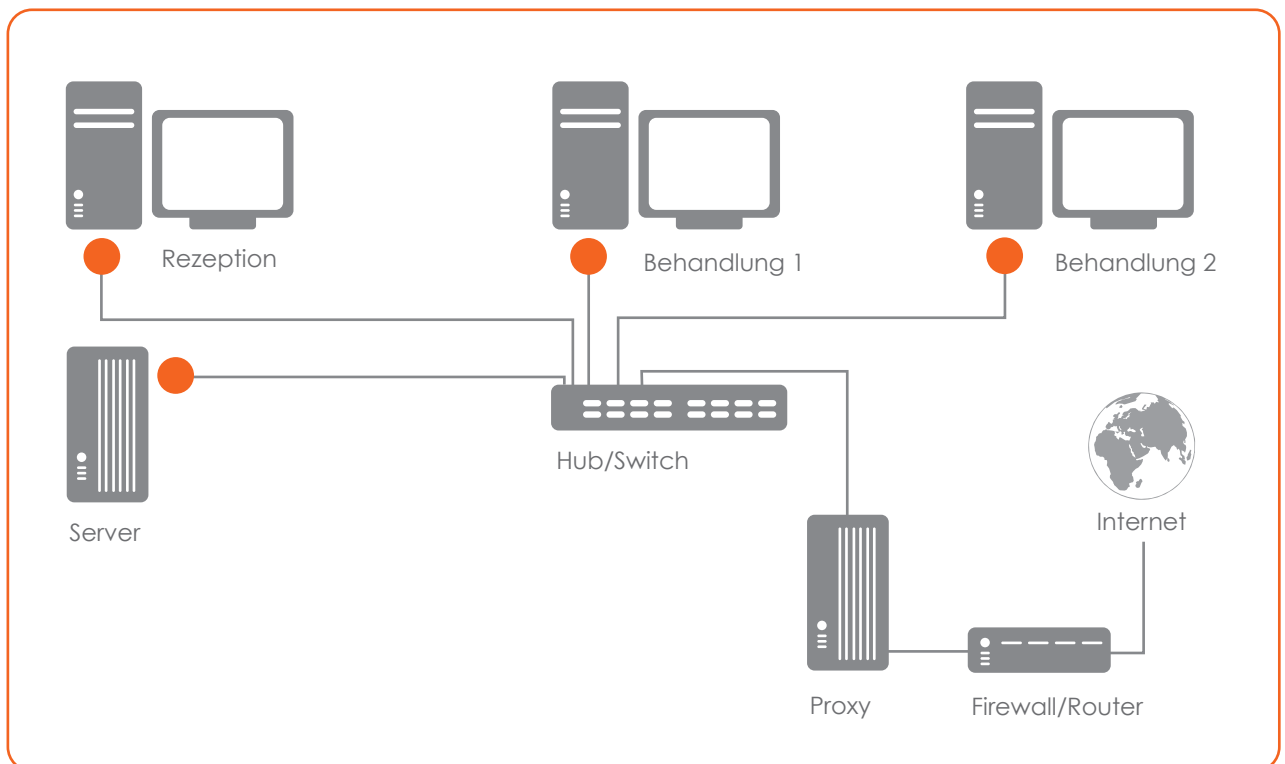 Rezeption
Behandlung 1
Behandlung 2
Hub/Switch
Server
Internet
Proxy
Firewall/Router